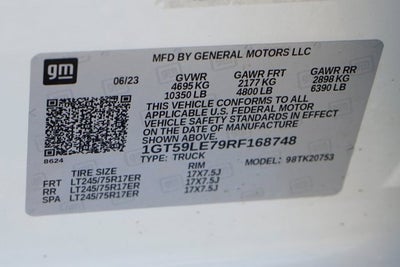 MFD BY GENERAL MOTORS LLC
gm
06/23 GVWR GAWR FRT GAWR RR
4695 KG 2177 KG 2898 KG
10350 LB 4800 LB 6390 LB
THIS VEHICLE CONFORMS TO ALL
APPLICABLE U.S. FEDERAL MOTOR
VEHICLE SAFETY STANDARDS IN EFFECT
ON THE DATE OF MANUFACTURE
SHOWN ABOVE.
8624
1GT59LE79RF168748
TYPE: TRUCK MODEL: 98TK20753
TIRE SIZE RIM
FRT LT245/75R17ER 17X7.5J
RR LT245/75R17ER 17X7.5J
SPA LT245/75R17ER 17X7.5J